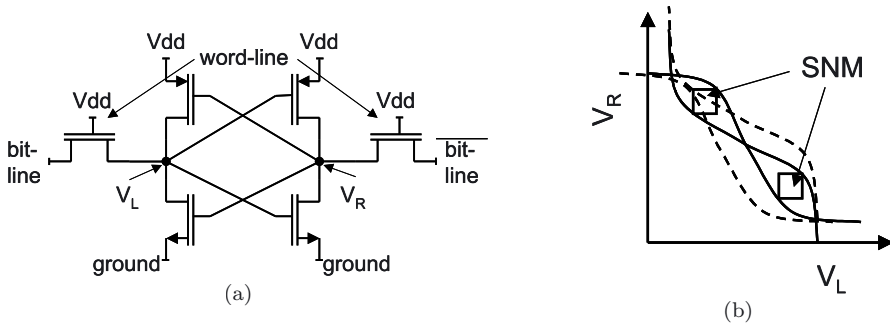 Vdd
word-line
Vdd
Vdd
Vdd
bit-
line
bit-
line
V_L
V_R
ground
ground
(a)
SNM
V_R
V_L
(b)